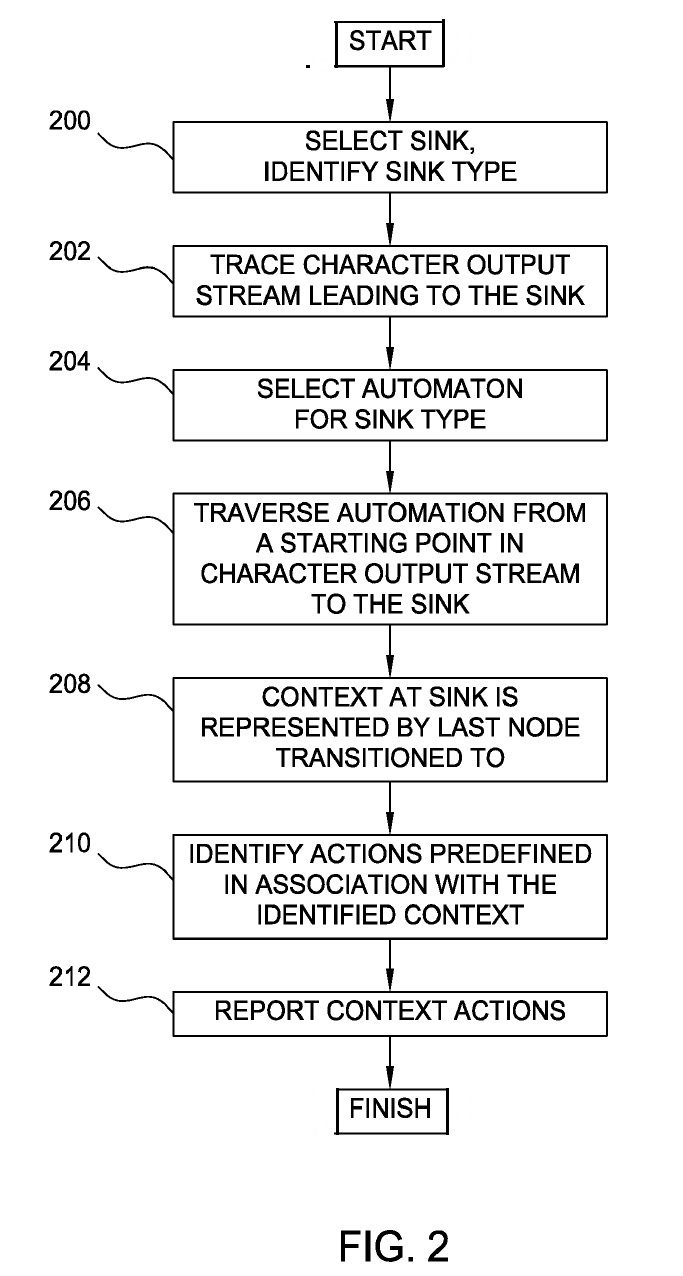 START
200
SELECT SINK,
IDENTIFY SINK TYPE
202
TRACE CHARACTER OUTPUT
STREAM LEADING TO THE SINK
204
SELECT AUTOMATON
FOR SINK TYPE
206
TRAVERSE AUTOMATION FROM
A STARTING POINT IN
CHARACTER OUTPUT STREAM
TO THE SINK
208
CONTEXT AT SINK IS
REPRESENTED BY LAST NODE
TRANSITIONED TO
210
IDENTIFY ACTIONS PREDEFINED
IN ASSOCIATION WITH THE
IDENTIFIED CONTEXT
212
REPORT CONTEXT ACTIONS
FINISH
FIG. 2